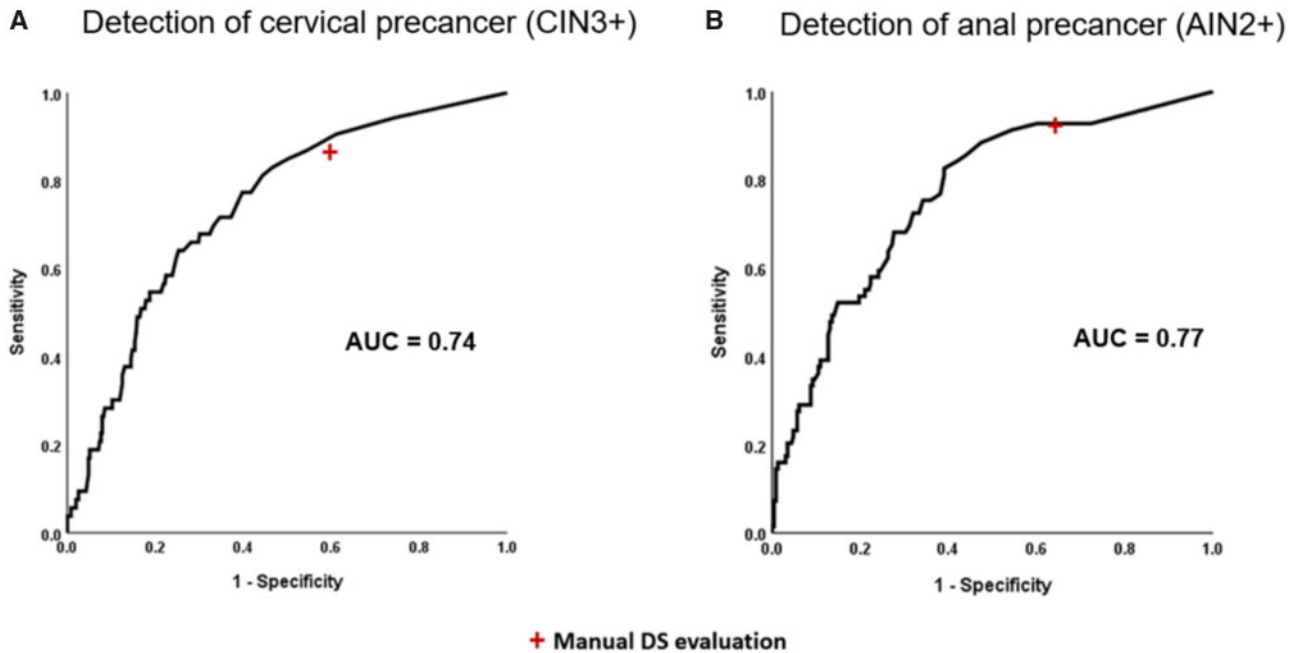 A Detection of cervical precancer (CIN3+)
B Detection of anal precancer (AIN2+)
1.0
0.8
0.6
0.4
0.2
0.0
Sensitivity
AUC = 0.74
0.0 0.2 0.4 0.6 0.8 1.0
1 - Specificity
1.0
0.8
0.6
0.4
0.2
0.0
Sensitivity
AUC = 0.77
0.0 0.2 0.4 0.6 0.8 1.0
1 - Specificity
+ Manual DS evaluation